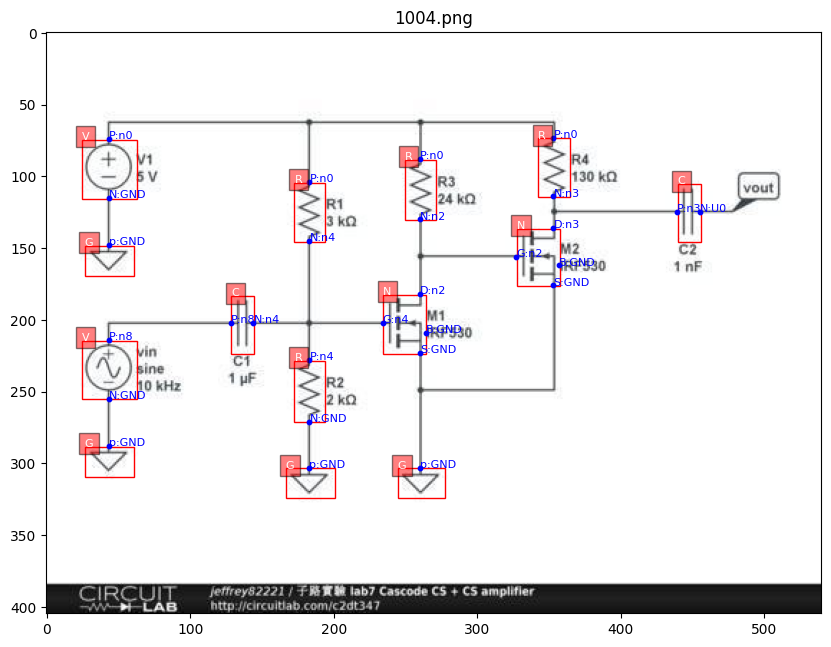 1004.png
0
50
100
150
200
250
300
350
400
0
100
200
300
400
500
V
P:n0
V1
5 V
N:GND
G
p:GND
V
P:n8
vin
sine
10 kHz
N:GND
G
p:GND
C
P:n8
N:n4
C1
1 µF
R
P:n0
R1
3 kΩ
N:n4
R
P:n4
R2
2 kΩ
N:GND
G
p:GND
R
P:n0
R3
24 kΩ
N:n2
N
D:n2
G:n4
M1
B:GND
IRF530
S:GND
G
p:GND
R
P:n0
R4
130 kΩ
N:n3
N
D:n3
G:n2
M2
B:GND
IRF530
S:GND
C
P:n3
N:U0
C2
1 nF
vout
CIRCUIT
LAB
jeffrey82221 / 子路實驗 lab7 Cascode CS + CS amplifier
http://circuitlab.com/c2dt347